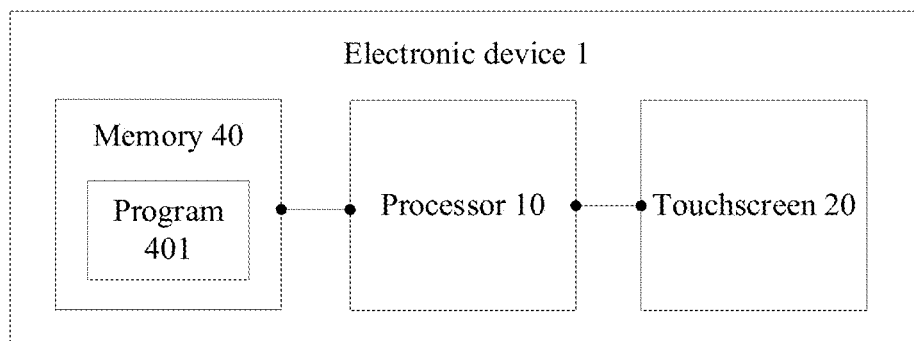 Electronic device 1
Memory 40
Program
401
Processor 10
Touchscreen 20